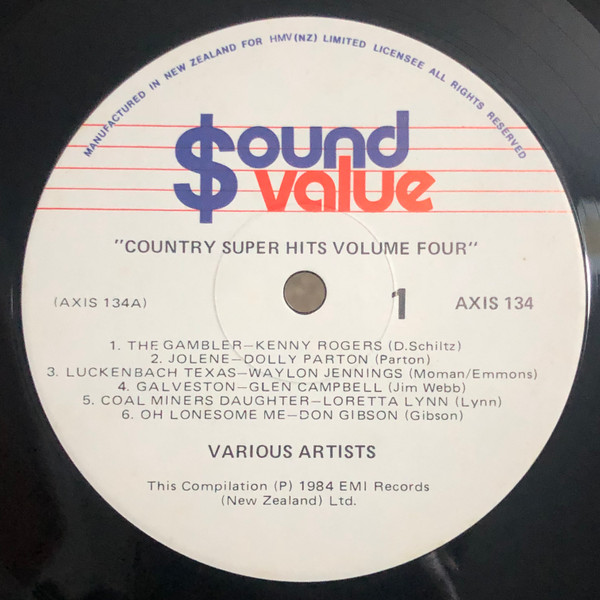 MANUFACTURED IN NEW ZEALAND FOR HMV(NZ) LIMITED LICENSEE ALL RIGHTS RESERVED
$ound
value
"COUNTRY SUPER HITS VOLUME FOUR"
(AXIS 134A)
1
AXIS 134
1. THE GAMBLER—KENNY ROGERS (D.Schiltz)
2. JOLENE—DOLLY PARTON (Parton)
3. LUCKENBACH TEXAS—WAYLON JENNINGS (Moman/Emmons)
4. GALVESTON—GLEN CAMPBELL (Jim Webb)
5. COAL MINERS DAUGHTER—LORETTA LYNN (Lynn)
6. OH LONESOME ME—DON GIBSON (Gibson)
VARIOUS ARTISTS
This Compilation (P) 1984 EMI Records
(New Zealand) Ltd.